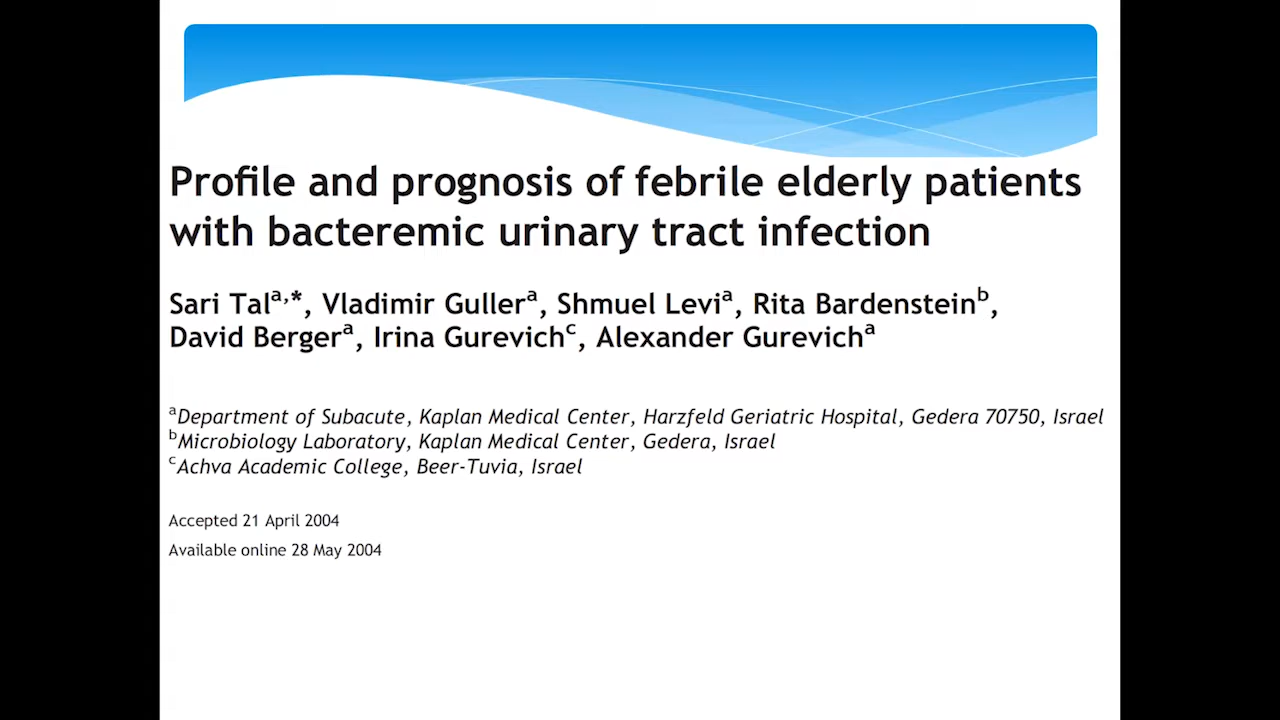 Profile and prognosis of febrile elderly patients
with bacteremic urinary tract infection
Sari Talᵃ,*, Vladimir Gullerᵃ, Shmuel Leviᵃ, Rita Bardensteinᵇ,
David Bergerᵃ, Irina Gurevichᶜ, Alexander Gurevichᵃ
ᵃDepartment of Subacute, Kaplan Medical Center, Harzfeld Geriatric Hospital, Gedera 70750, Israel
ᵇMicrobiology Laboratory, Kaplan Medical Center, Gedera, Israel
ᶜAchva Academic College, Beer-Tuvia, Israel
Accepted 21 April 2004
Available online 28 May 2004